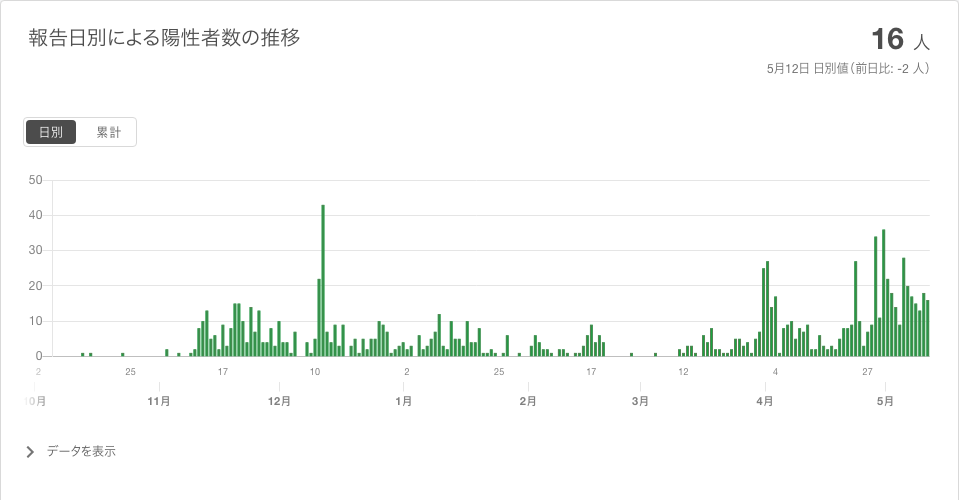 報告日別による陽性者数の推移
16 人
5月12日 日別値（前日比: -2 人）
日別 累計
50
40
30
20
10
0
2 25 17 10 2 25 17 12 4 27
0月 11月 12月 1月 2月 3月 4月 5月
データを表示